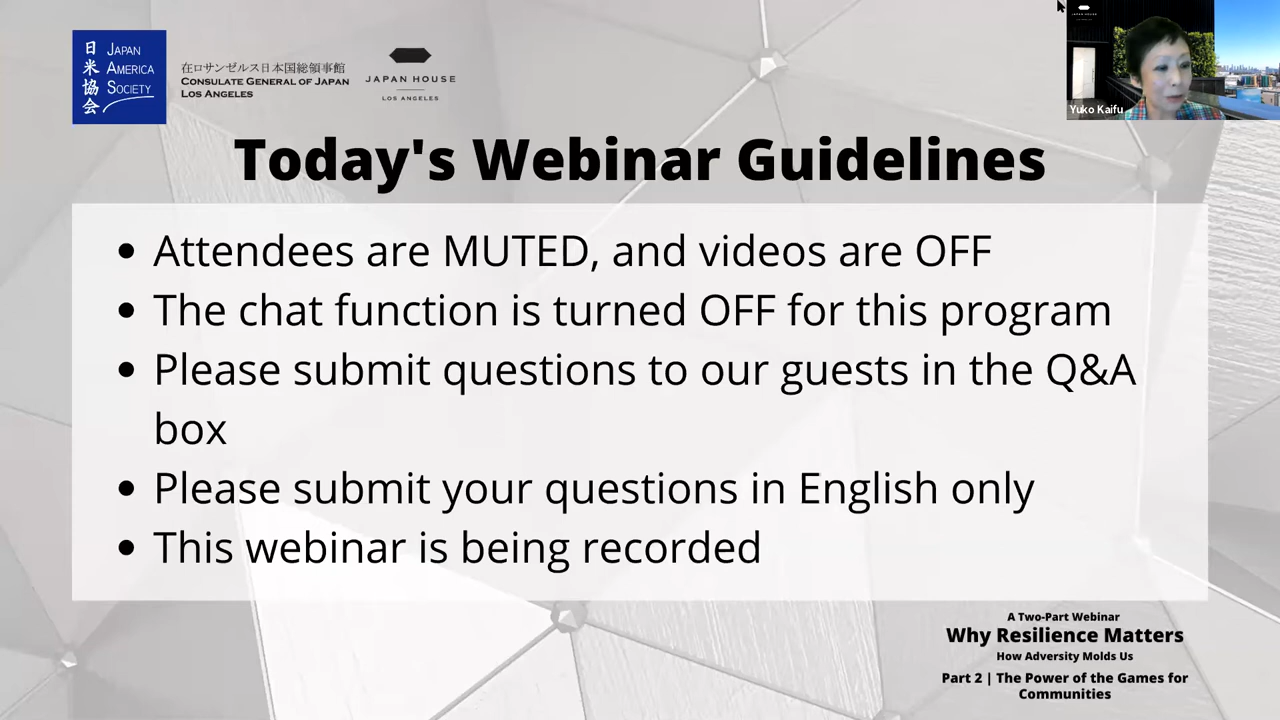 日米協会
JAPAN
AMERICA
SOCIETY
在ロサンゼルス日本国総領事館
CONSULATE GENERAL OF JAPAN
LOS ANGELES
JAPAN HOUSE
LOS ANGELES
JAPAN HOUSE
Yuko Kaifu
Today's Webinar Guidelines
• Attendees are MUTED, and videos are OFF
• The chat function is turned OFF for this program
• Please submit questions to our guests in the Q&A
box
• Please submit your questions in English only
• This webinar is being recorded
A Two-Part Webinar
Why Resilience Matters
How Adversity Molds Us
Part 2 | The Power of the Games for
Communities